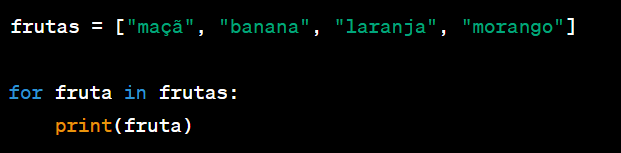 frutas = ["maçã", "banana", "laranja", "morango"]
for fruta in frutas:
    print(fruta)